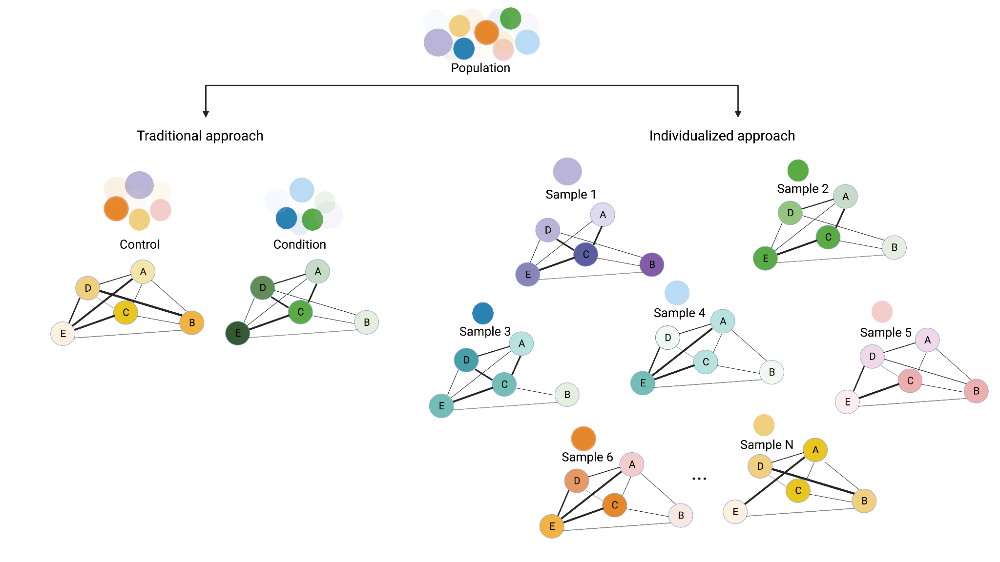 Population
Traditional approach
Individualized approach
Control
A
D
C
B
E
Condition
A
D
C
B
E
Sample 1
A
D
C
B
E
Sample 2
A
D
C
B
E
Sample 3
A
D
C
B
E
Sample 4
A
D
C
B
E
Sample 5
A
D
C
B
E
Sample 6
A
D
C
B
E
...
Sample N
A
D
C
B
E